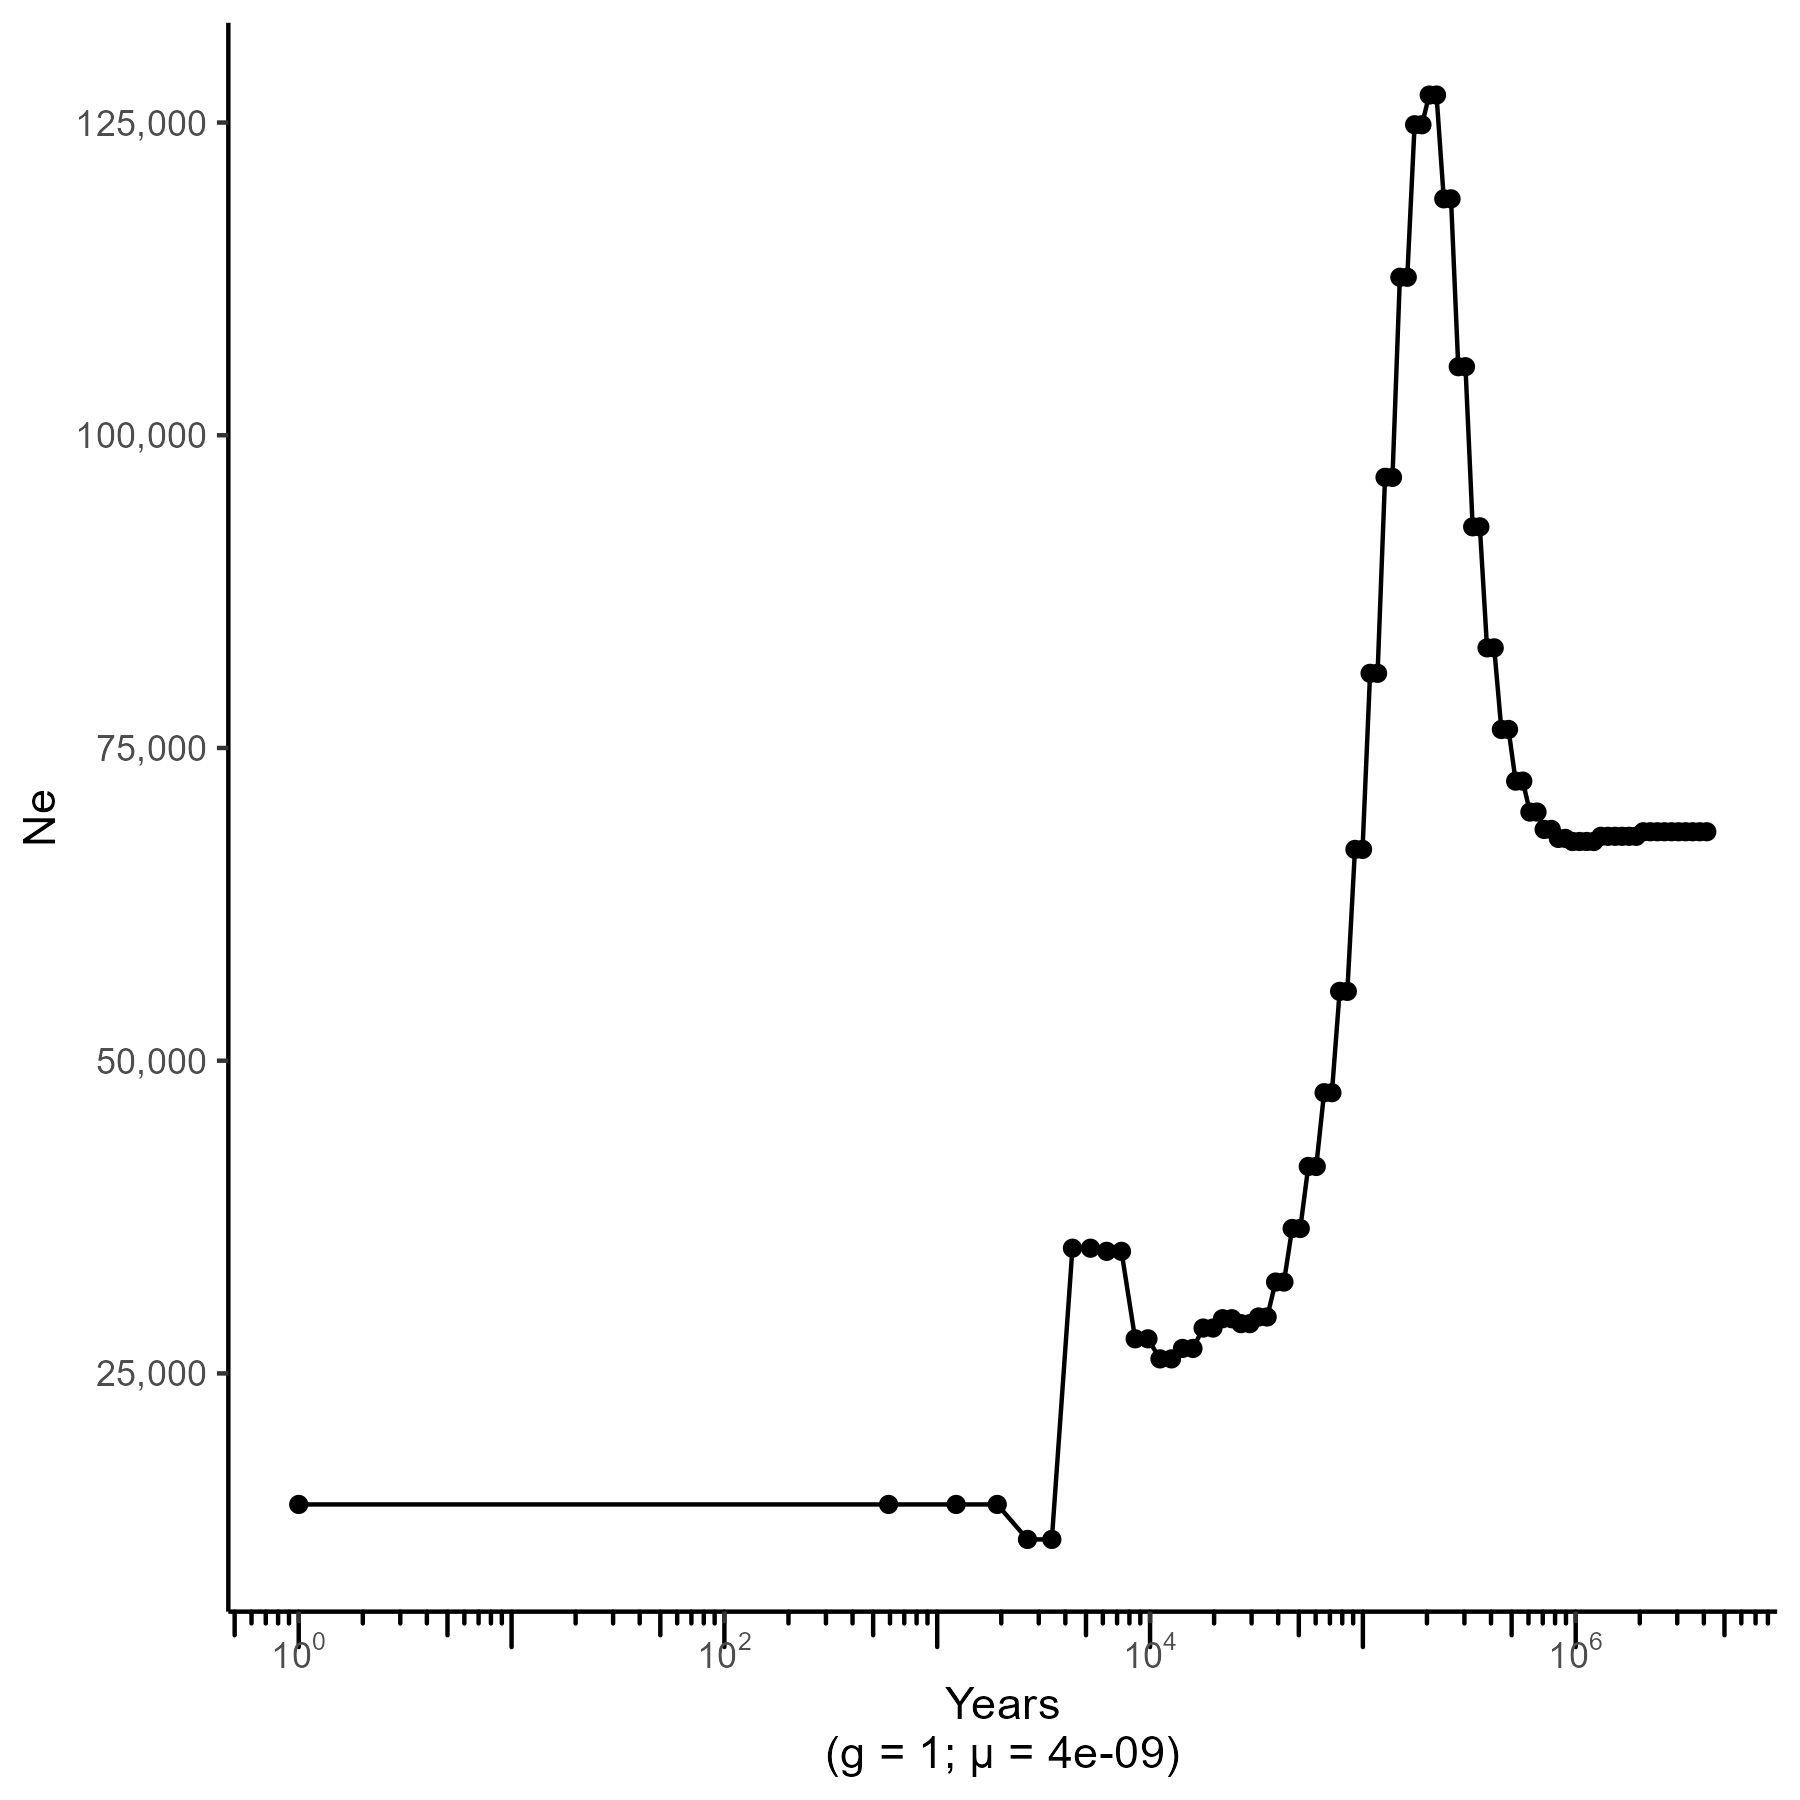 Ne
125,000
100,000
75,000
50,000
25,000
10⁰ 10² 10⁴ 10⁶
Years
(g = 1; μ = 4e-09)